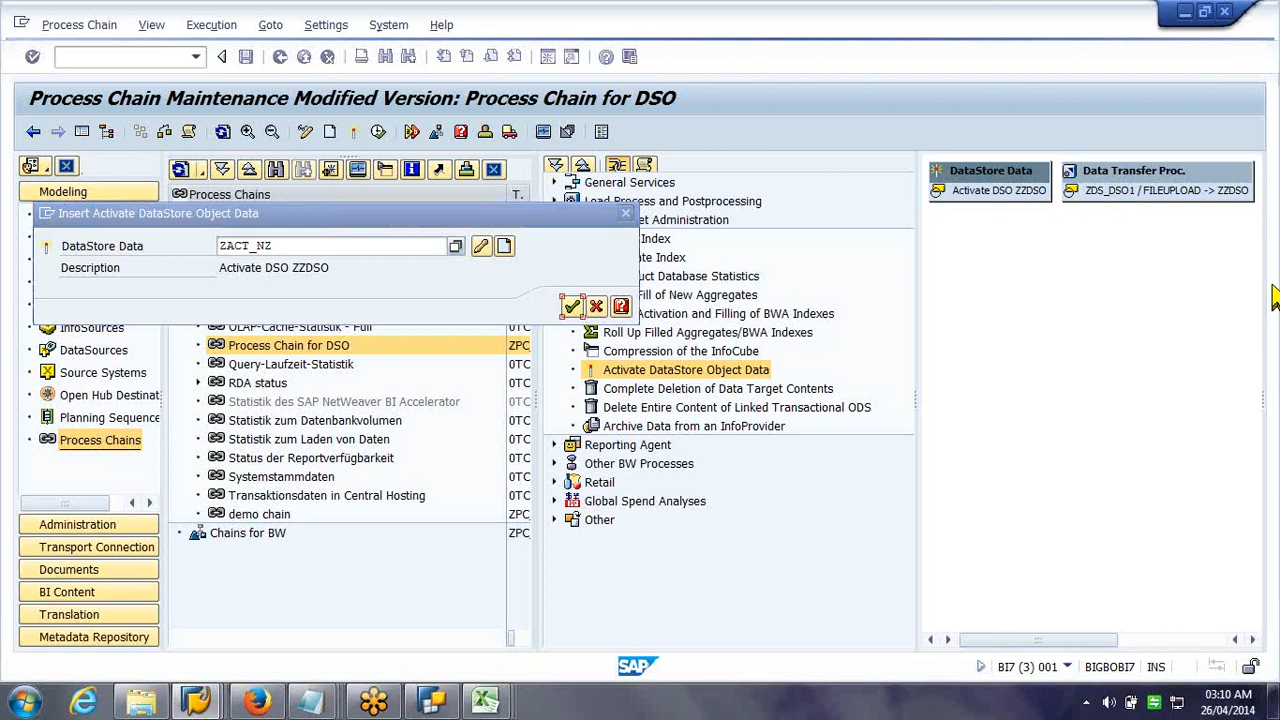 Process Chain View Execution Goto Settings System Help
Process Chain Maintenance Modified Version: Process Chain for DSO
Modeling
InfoSources
DataSources
Source Systems
Open Hub Destinat
Planning Sequence
Process Chains
Administration
Transport Connection
Documents
BI Content
Translation
Metadata Repository
Process Chains T.
Insert Activate DataStore Object Data
DataStore Data ZACT_NZ
Description Activate DSO ZZDSO
OLAP-Cache-Statistik - Full
Process Chain for DSO ZPC_
Query-Laufzeit-Statistik 0TC
RDA status 0TC
Statistik des SAP NetWeaver BI Accelerator 0TC
Statistik zum Datenbankvolumen 0TC
Statistik zum Laden von Daten 0TC
Status der Reportverfügbarkeit 0TC
Systemstammdaten 0TC
Transaktionsdaten in Central Hosting 0TC
demo chain ZPC_
Chains for BW ZPC_
General Services
Load Process and Postprocessing
et Administration
Index
te Index
uct Database Statistics
Fill of New Aggregates
Activation and Filling of BWA Indexes
Roll Up Filled Aggregates/BWA Indexes
Compression of the InfoCube
Activate DataStore Object Data
Complete Deletion of Data Target Contents
Delete Entire Content of Linked Transactional ODS
Archive Data from an InfoProvider
Reporting Agent
Other BW Processes
Retail
Global Spend Analyses
Other
DataStore Data
Activate DSO ZZDSO
Data Transfer Proc.
ZDS_DSO1 / FILEUPLOAD -> ZZDSO
SAP
BI7 (3) 001 BIGBOBI7 INS
03:10 AM
26/04/2014